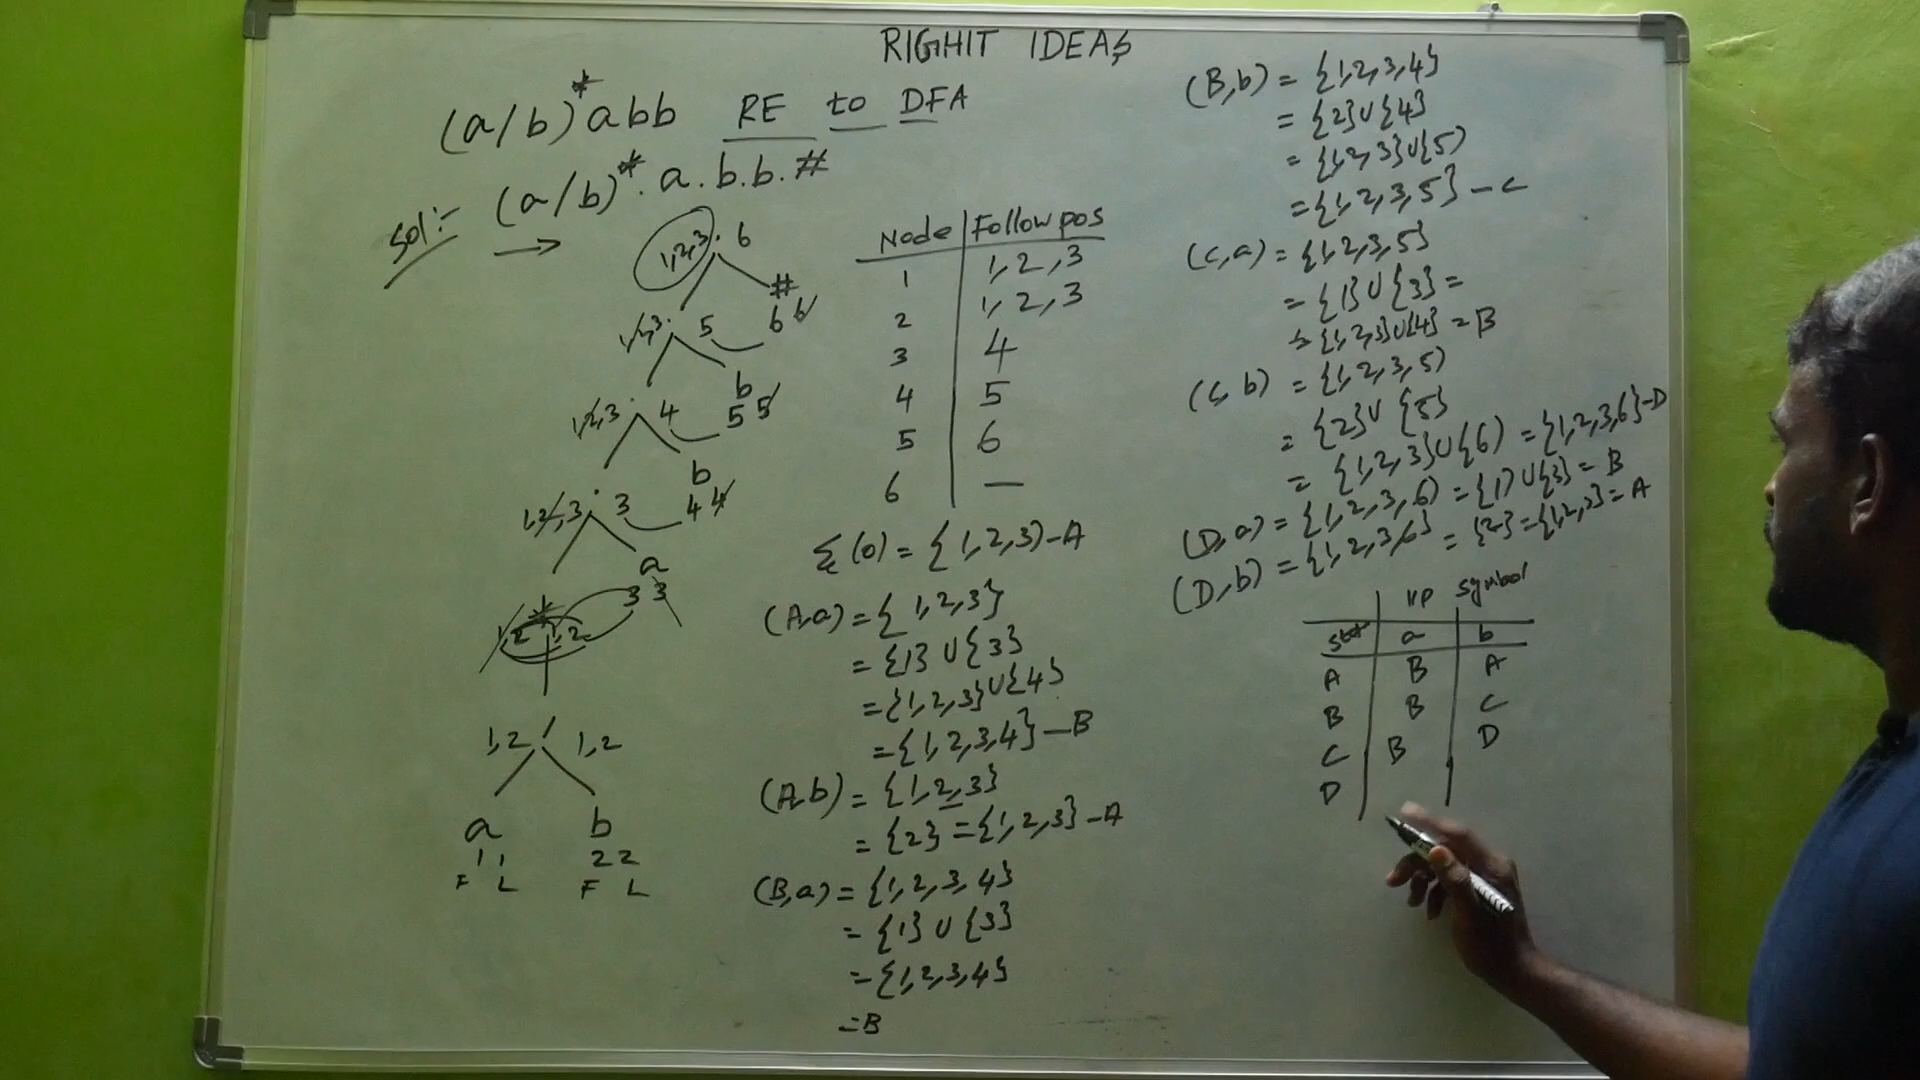 RIGHIT IDEAS
(a/b)*abb RE to DFA
Sol:- (a/b)*.a.b.b.#
→
1,2,3 . 6
#
6 6
1,2,3 . 5
b
5 5
1,2,3 . 4
b
4 4
1,2,3 . 3
a
3 3
*
1,2 1,2
1,2 / 1,2
a b
1 1 2 2
F L F L
Node Follow pos
1 1,2,3
2 1,2,3
3 4
4 5
5 6
6 —
Σ(0) = {1,2,3) - A
(A,a) = { 1,2,3}
= {1} ∪ {3}
= {1,2,3} ∪ {4}
= {1,2,3,4} — B
(A,b) = {1,2,3}
= {2} = {1,2,3} - A
(B,a) = {1,2,3,4}
= {1} ∪ {3}
= {1,2,3,4}
= B
(B,b) = {1,2,3,4}
= {2} ∪ {4}
= {1,2,3} ∪ {5)
= {1,2,3,5} - C
(C,a) = {1,2,3,5}
= {1} ∪ {3} =
= {1,2,3} ∪ {4} = B
(C,b) = {1,2,3,5)
= {2} ∪ {5}
= {1,2,3} ∪ {6) = {1,2,3,6} - D
(D,a) = {1,2,3,6) = {1) ∪ {3} = B
(D,b) = {1,2,3,6} = {2} = {1,2,3} = A
I/P symbol
a b
A B A
B B C
C B D
D